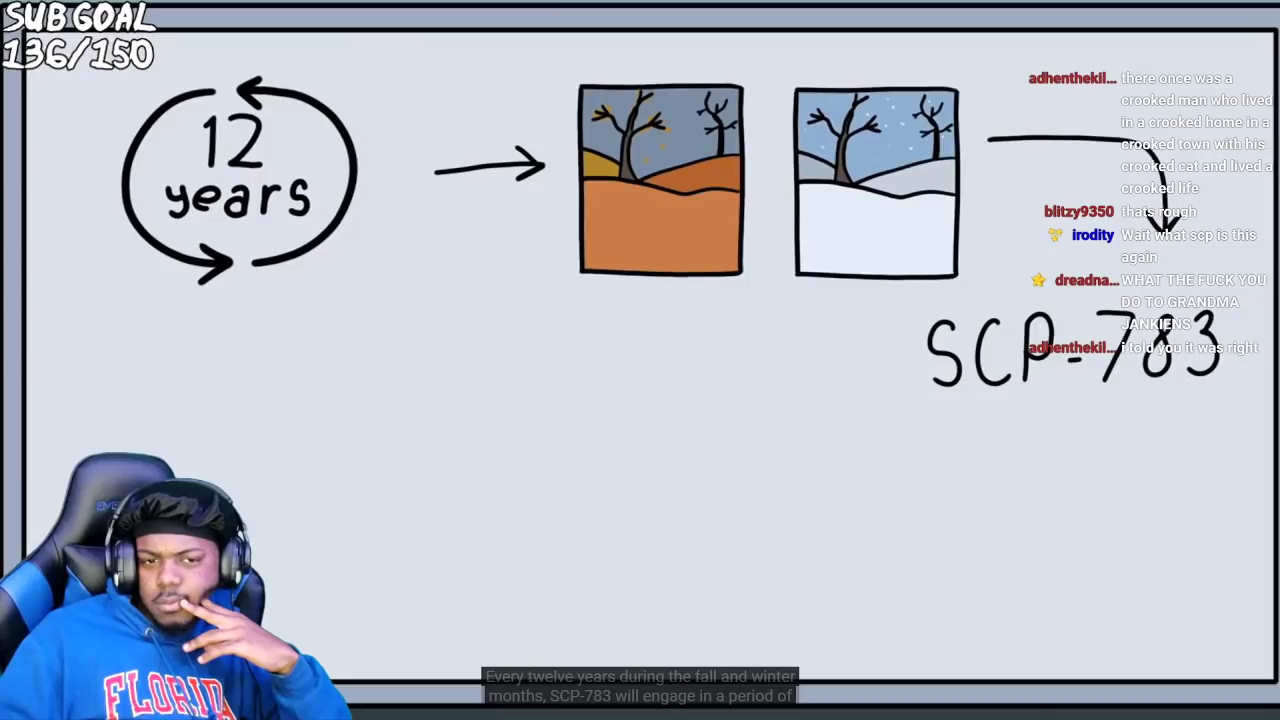 SUB GOAL
136/150
12
years
SCP-783
adhenthekil... there once was a
crooked man who lived
in a crooked home in a
crooked town with his
crooked cat and lived a
crooked life
blitzy9350 thats rough
irodity Wait what scp is this
again
dreadna... WHAT THE FUCK YOU
DO TO GRANDMA
JANKIENS
adhenthekil... i told you it was right
FLORIDA
Every twelve years during the fall and winter
months, SCP-783 will engage in a period of